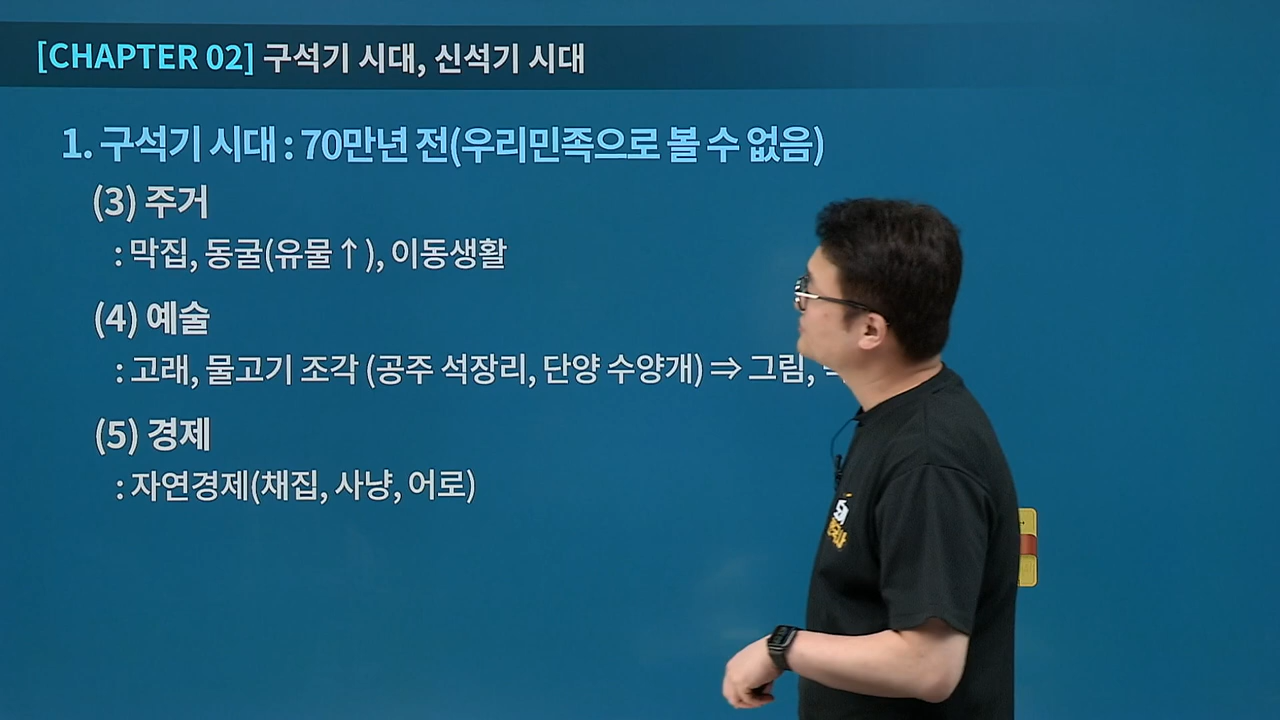 [CHAPTER 02] 구석기 시대, 신석기 시대
1. 구석기 시대 : 70만년 전(우리민족으로 볼 수 없음)
(3) 주거
: 막집, 동굴(유물↑), 이동생활
(4) 예술
: 고래, 물고기 조각 (공주 석장리, 단양 수양개) ⇒ 그림,
(5) 경제
: 자연경제(채집, 사냥, 어로)